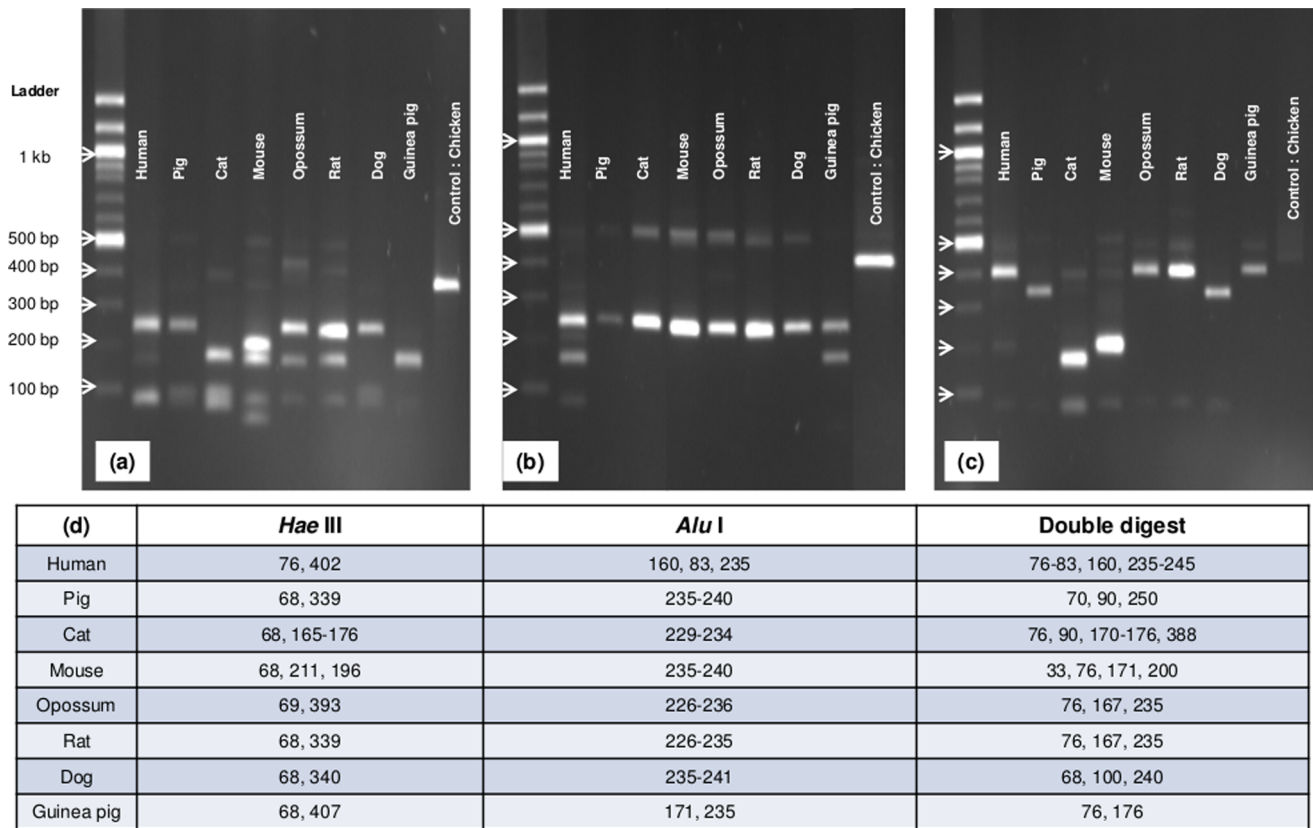 Ladder
1 kb
500 bp
400 bp
300 bp
200 bp
100 bp
Human
Pig
Cat
Mouse
Opossum
Rat
Dog
Guinea pig
Control : Chicken
(a)
Human
Pig
Cat
Mouse
Opossum
Rat
Dog
Guinea pig
Control : Chicken
(b)
Human
Pig
Cat
Mouse
Opossum
Rat
Dog
Guinea pig
Control : Chicken
(c)
(d) Hae III Alu I Double digest
Human 76, 402 160, 83, 235 76-83, 160, 235-245
Pig 68, 339 235-240 70, 90, 250
Cat 68, 165-176 229-234 76, 90, 170-176, 388
Mouse 68, 211, 196 235-240 33, 76, 171, 200
Opossum 69, 393 226-236 76, 167, 235
Rat 68, 339 226-235 76, 167, 235
Dog 68, 340 235-241 68, 100, 240
Guinea pig 68, 407 171, 235 76, 176